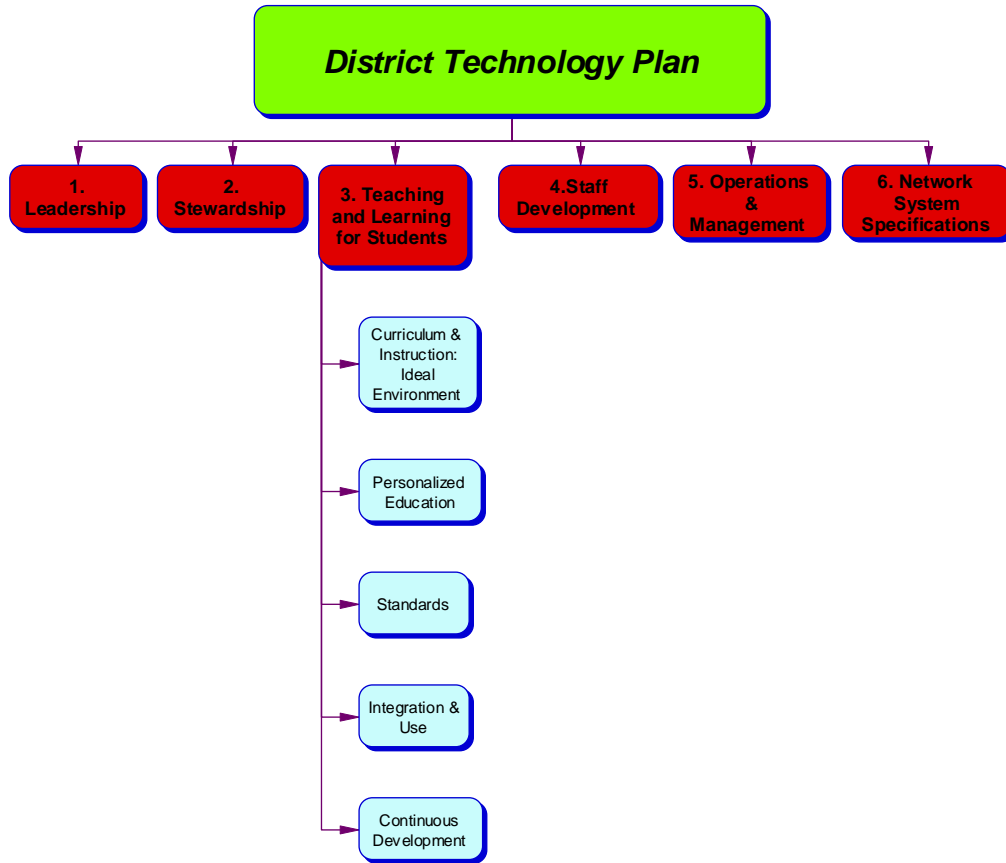 District Technology Plan
1.
Leadership
2.
Stewardship
3. Teaching
and Learning
for Students
4.Staff
Development
5. Operations
&
Management
6. Network
System
Specifications
Curriculum &
Instruction:
Ideal
Environment
Personalized
Education
Standards
Integration &
Use
Continuous
Development